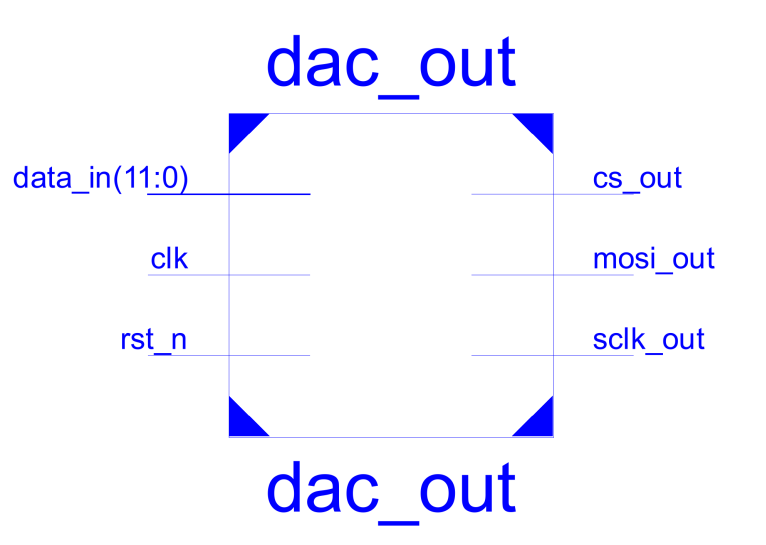 dac_out
data_in(11:0)
cs_out
clk
mosi_out
rst_n
sclk_out
dac_out